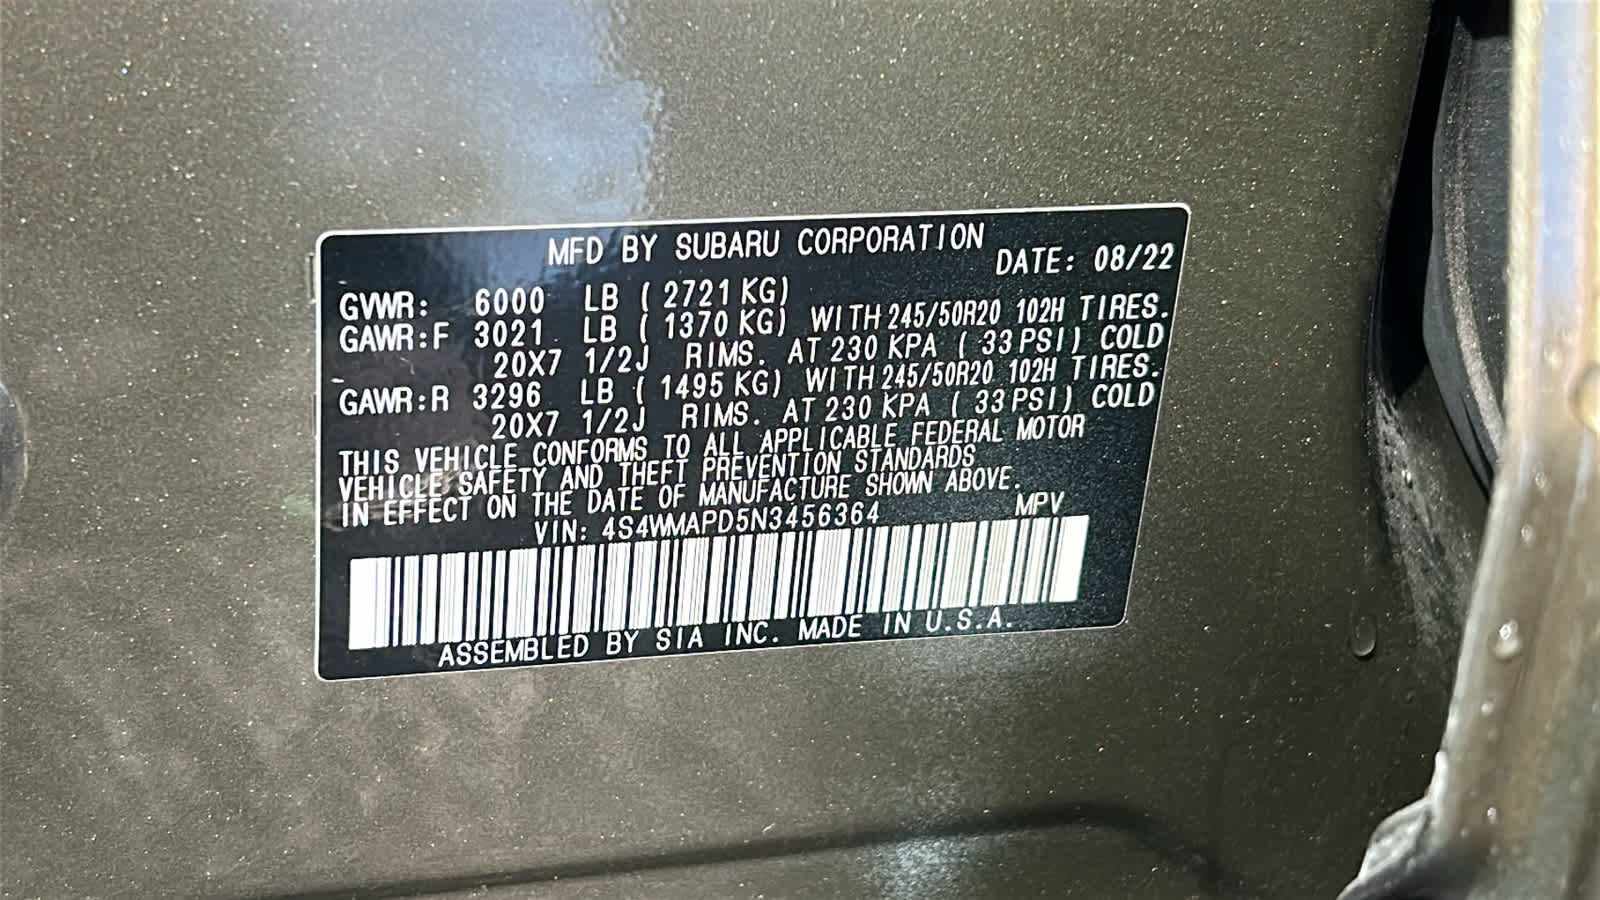 MFD BY SUBARU CORPORATION
DATE: 08/22
GVWR: 6000 LB ( 2721 KG)
GAWR:F 3021 LB ( 1370 KG) WITH 245/50R20 102H TIRES.
20X7 1/2J RIMS. AT 230 KPA ( 33 PSI) COLD
GAWR:R 3296 LB ( 1495 KG) WITH 245/50R20 102H TIRES.
20X7 1/2J RIMS. AT 230 KPA ( 33 PSI) COLD
THIS VEHICLE CONFORMS TO ALL APPLICABLE FEDERAL MOTOR
VEHICLE SAFETY AND THEFT PREVENTION STANDARDS
IN EFFECT ON THE DATE OF MANUFACTURE SHOWN ABOVE.
VIN: 4S4WMAPD5N3456364 MPV
ASSEMBLED BY SIA INC. MADE IN U.S.A.